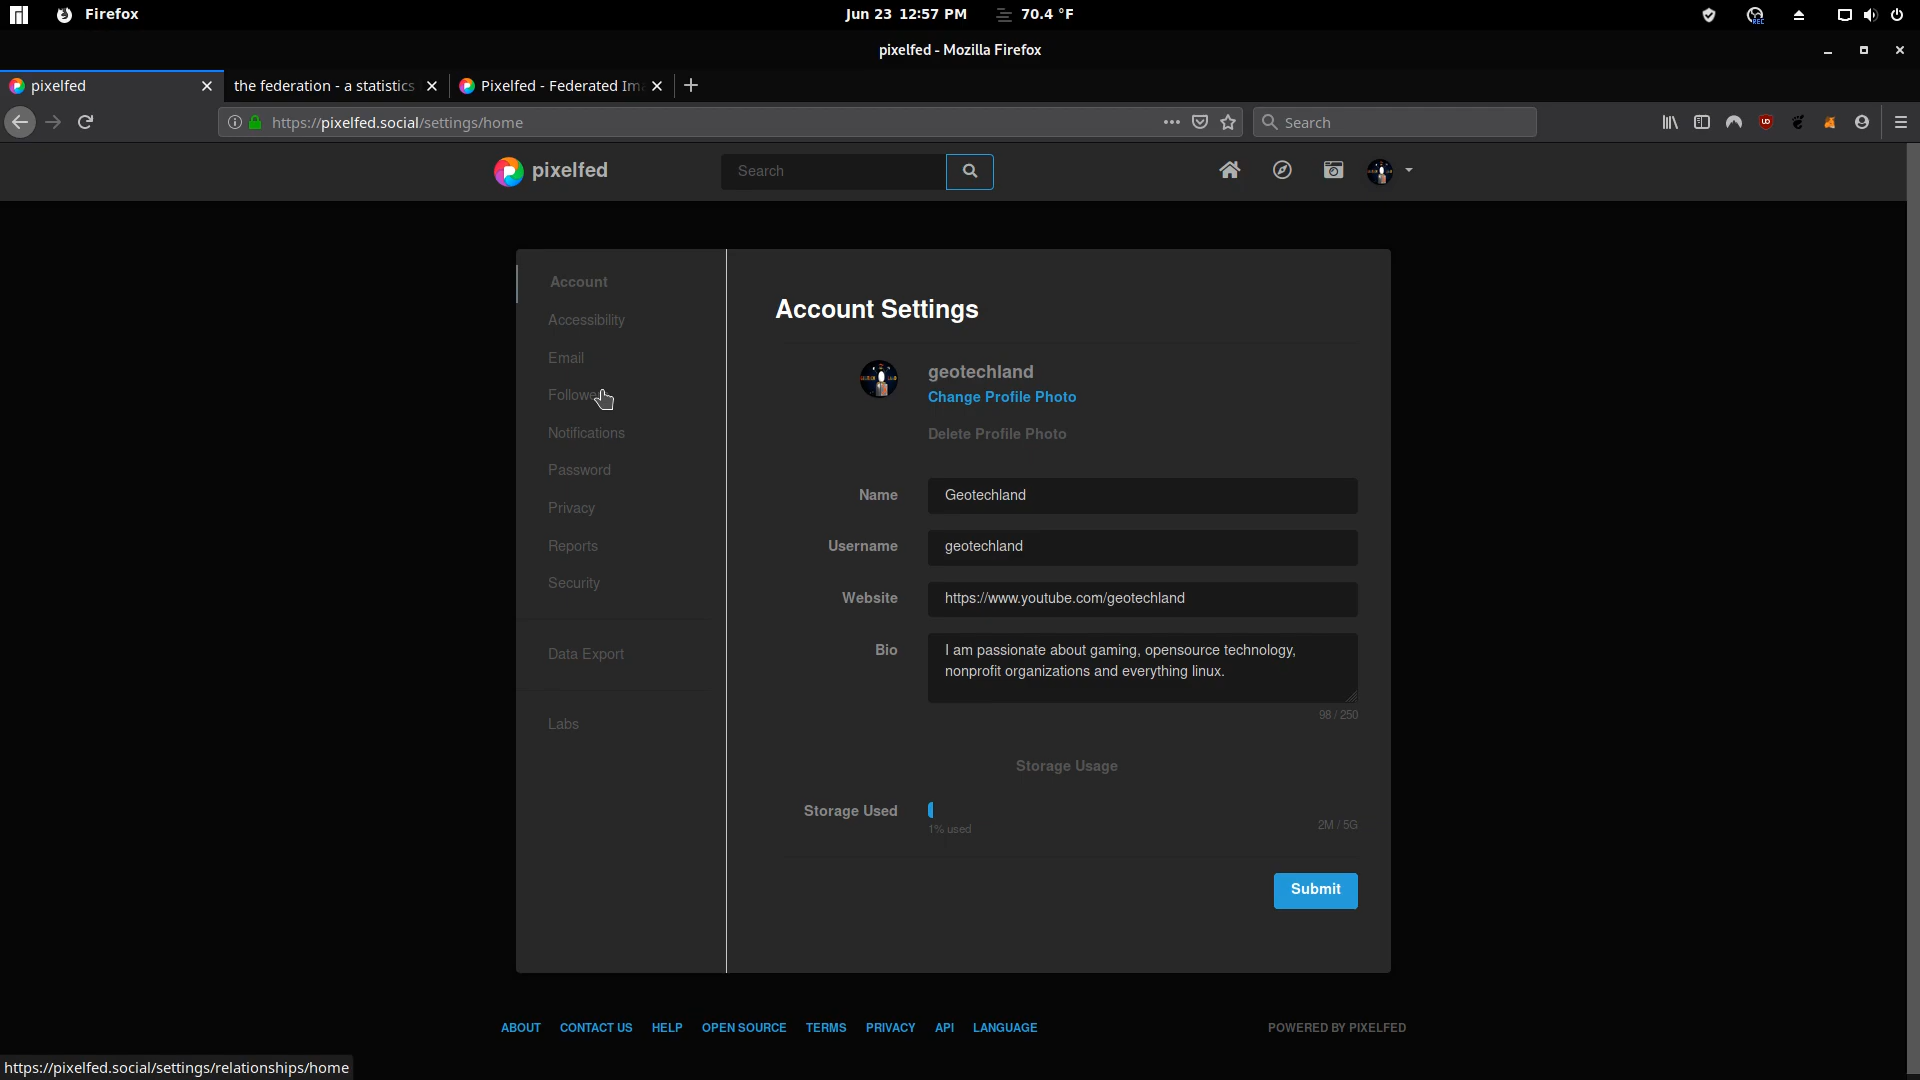 Firefox
Jun 23 12:57 PM
70.4 °F
REC
pixelfed - Mozilla Firefox
pixelfed
the federation - a statistics
Pixelfed - Federated Im
https://pixelfed.social/settings/home
Search
pixelfed
Search
Account
Accessibility
Email
Followe
Notifications
Password
Privacy
Reports
Security
Data Export
Labs
Account Settings
geotechland
Change Profile Photo
Delete Profile Photo
Name
Geotechland
Username
geotechland
Website
https://www.youtube.com/geotechland
Bio
I am passionate about gaming, opensource technology,
nonprofit organizations and everything linux.
98 / 250
Storage Usage
Storage Used
1% used
2M / 5G
Submit
ABOUT CONTACT US HELP OPEN SOURCE TERMS PRIVACY API LANGUAGE
POWERED BY PIXELFED
https://pixelfed.social/settings/relationships/home